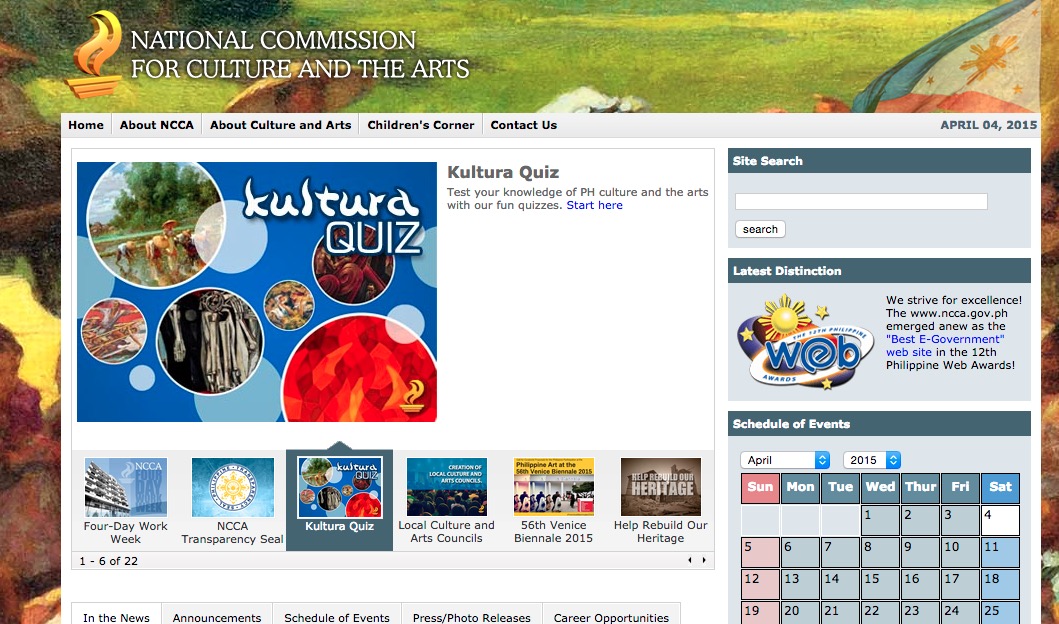 NATIONAL COMMISSION
FOR CULTURE AND THE ARTS
Home About NCCA About Culture and Arts Children's Corner Contact Us APRIL 04, 2015
kultura
QUIZ
Kultura Quiz
Test your knowledge of PH culture and the arts
with our fun quizzes. Start here
NCCA
Four-Day Work
Week
NCCA
Transparency Seal
kultura
QUIZ
Kultura Quiz
CREATION OF
LOCAL CULTURE AND
ARTS COUNCILS.
Local Culture and
Arts Councils
Philippine Art at the
56th Venice Biennale 2015
56th Venice
Biennale 2015
HELP REBUILD OUR
HERITAGE
Help Rebuild Our
Heritage
1 - 6 of 22
In the News Announcements Schedule of Events Press/Photo Releases Career Opportunities
Site Search
search
Latest Distinction
THE 12TH PHILIPPINE
web
AWARDS
We strive for excellence!
The www.ncca.gov.ph
emerged anew as the
"Best E-Government"
web site in the 12th
Philippine Web Awards!
Schedule of Events
April 2015
Sun Mon Tue Wed Thur Fri Sat
1 2 3 4
5 6 7 8 9 10 11
12 13 14 15 16 17 18
19 20 21 22 23 24 25